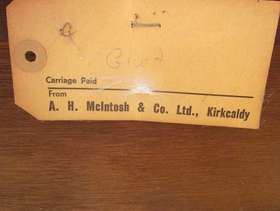 Carriage Paid
From
A. H. McIntosh & Co. Ltd., Kirkcaldy